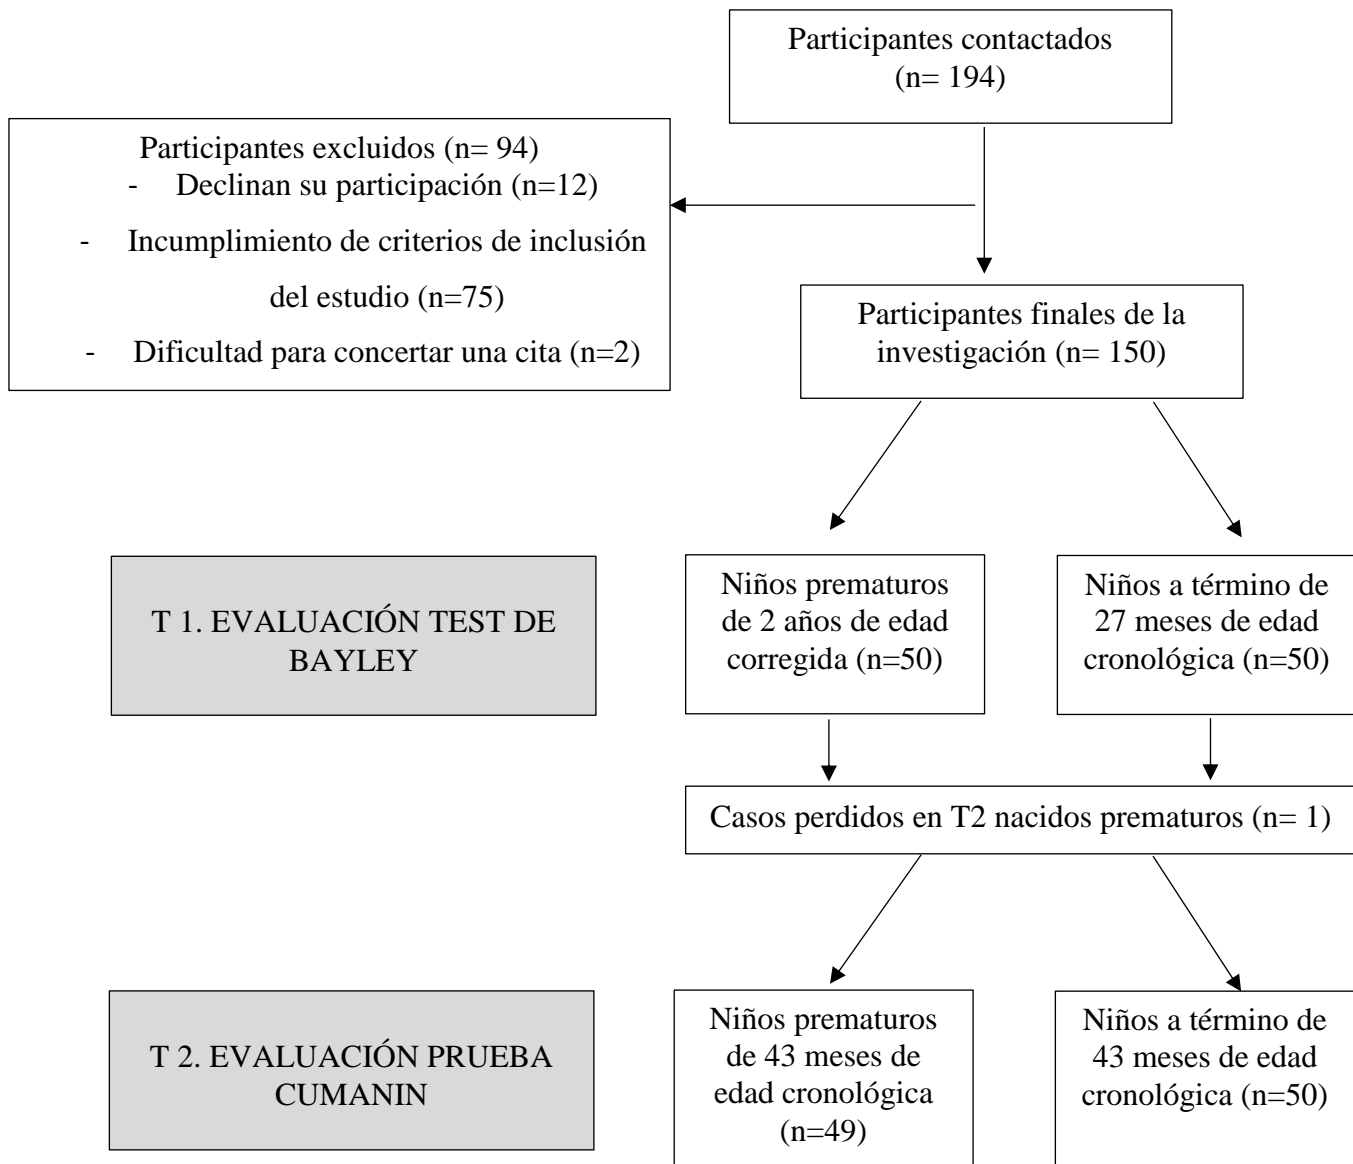 Participantes contactados
(n= 194)
Participantes excluidos (n= 94)
- Declinan su participación (n=12)
- Incumplimiento de criterios de inclusión
del estudio (n=75)
- Dificultad para concertar una cita (n=2)
Participantes finales de la
investigación (n= 150)
T 1. EVALUACIÓN TEST DE
BAYLEY
Niños prematuros
de 2 años de edad
corregida (n=50)
Niños a término de
27 meses de edad
cronológica (n=50)
Casos perdidos en T2 nacidos prematuros (n= 1)
T 2. EVALUACIÓN PRUEBA
CUMANIN
Niños prematuros
de 43 meses de
edad cronológica
(n=49)
Niños a término de
43 meses de edad
cronológica (n=50)